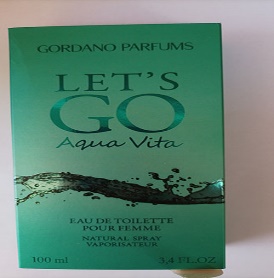 GORDANO PARFUMS
LET'S
GO
Aqua Vita
EAU DE TOILETTE
POUR FEMME
NATURAL SPRAY
VAPORISATEUR
100 ml 3,4 FL.OZ